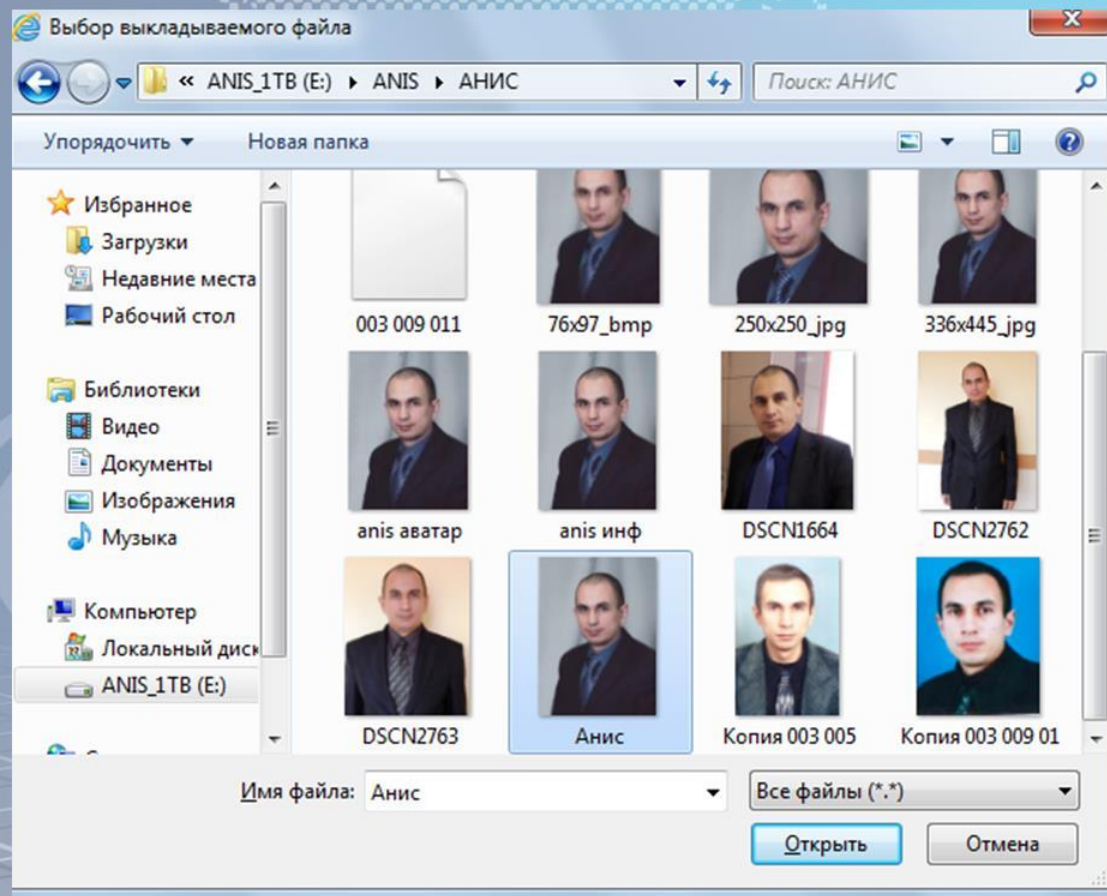 Выбор выкладываемого файла
« ANIS_1TB (E:) ▸ ANIS ▸ АНИС
Поиск: АНИС
Упорядочить
Новая папка
Избранное
Загрузки
Недавние места
Рабочий стол
Библиотеки
Видео
Документы
Изображения
Музыка
Компьютер
Локальный диск
ANIS_1TB (E:)
003 009 011
76x97_bmp
250x250_jpg
336x445_jpg
anis аватар
anis инф
DSCN1664
DSCN2762
DSCN2763
Анис
Копия 003 005
Копия 003 009 01
Имя файла: Анис
Все файлы (*.*)
Открыть
Отмена